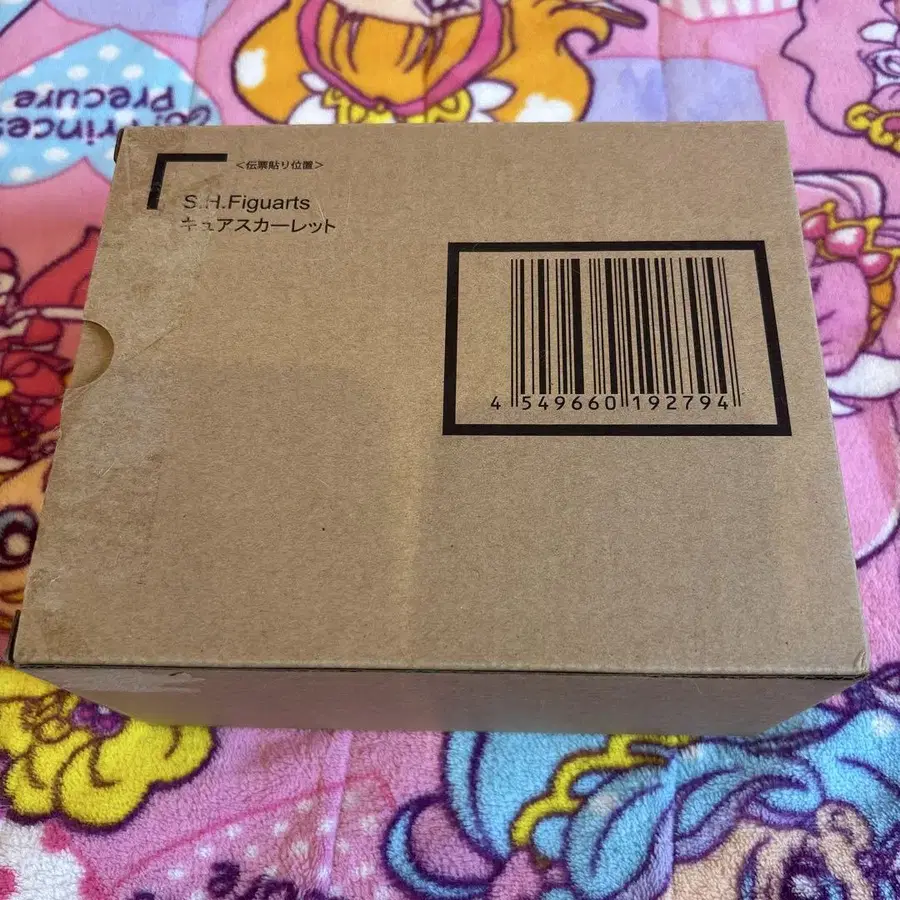 Go! Princess
Precure
<伝票貼り位置>
S.H.Figuarts
キュアスカーレット
4 549660 192794